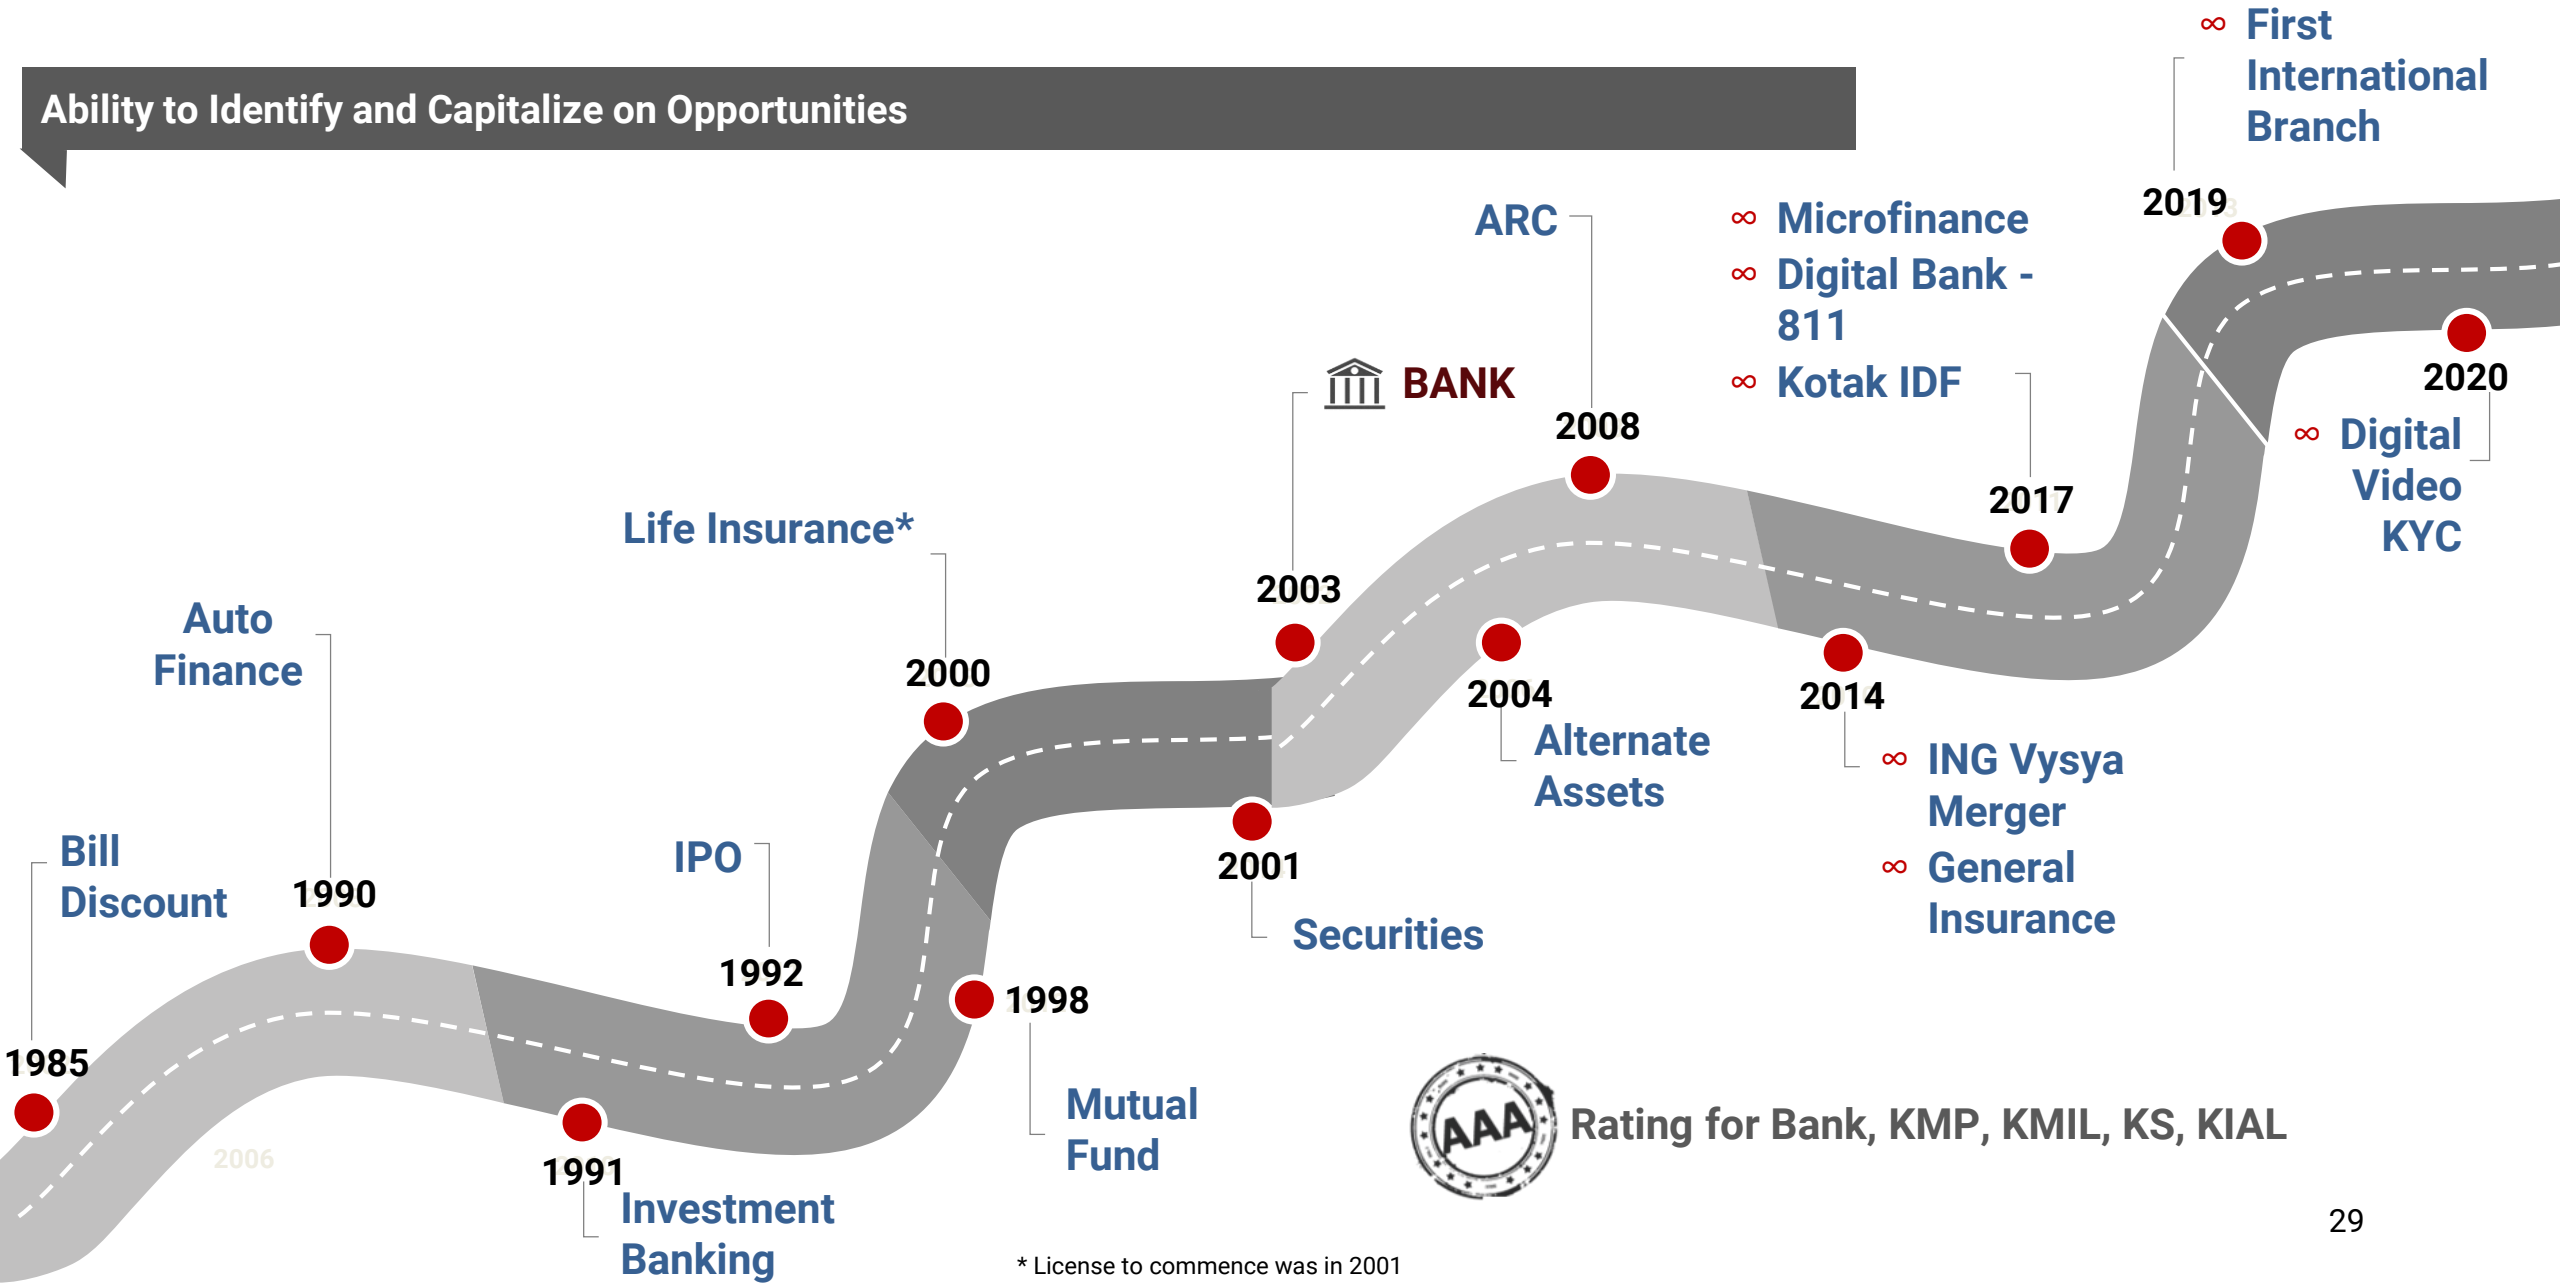 ∞ First
International
Branch
Ability to Identify and Capitalize on Opportunities
2019
ARC
∞ Microfinance
∞ Digital Bank -
811
∞ Kotak IDF
BANK
2008
2020
∞ Digital
Video
KYC
2017
Life Insurance*
2003
Auto
Finance
2000
2004
Alternate
Assets
2014
∞ ING Vysya
Merger
∞ General
Insurance
Bill
Discount
1990
IPO
2001
Securities
1992
1998
1985
Mutual
Fund
AAA
Rating for Bank, KMP, KMIL, KS, KIAL
2006
1991
Investment
Banking
29
* License to commence was in 2001